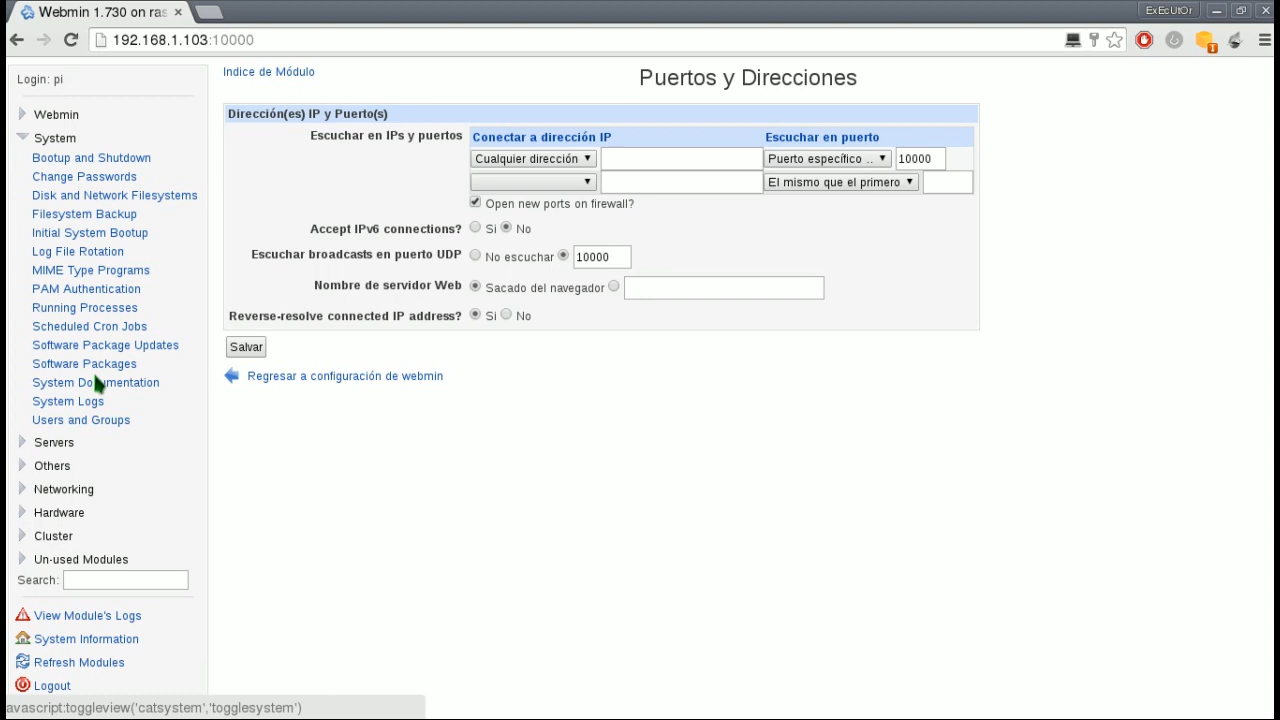 Webmin 1.730 on ras
ExEcUtOr
192.168.1.103:10000
1
Login: pi
Webmin
System
Bootup and Shutdown
Change Passwords
Disk and Network Filesystems
Filesystem Backup
Initial System Bootup
Log File Rotation
MIME Type Programs
PAM Authentication
Running Processes
Scheduled Cron Jobs
Software Package Updates
Software Packages
System Documentation
System Logs
Users and Groups
Servers
Others
Networking
Hardware
Cluster
Un-used Modules
Search:
View Module's Logs
System Information
Refresh Modules
Logout
avascript:toggleview('catsystem','togglesystem')
Indice de Módulo
Puertos y Direcciones
Dirección(es) IP y Puerto(s)
Escuchar en IPs y puertos
Conectar a dirección IP Escuchar en puerto
Cualquier dirección Puerto específico .. 10000
El mismo que el primero
Open new ports on firewall?
Accept IPv6 connections? Si No
Escuchar broadcasts en puerto UDP No escuchar 10000
Nombre de servidor Web Sacado del navegador
Reverse-resolve connected IP address? Si No
Salvar
Regresar a configuración de webmin